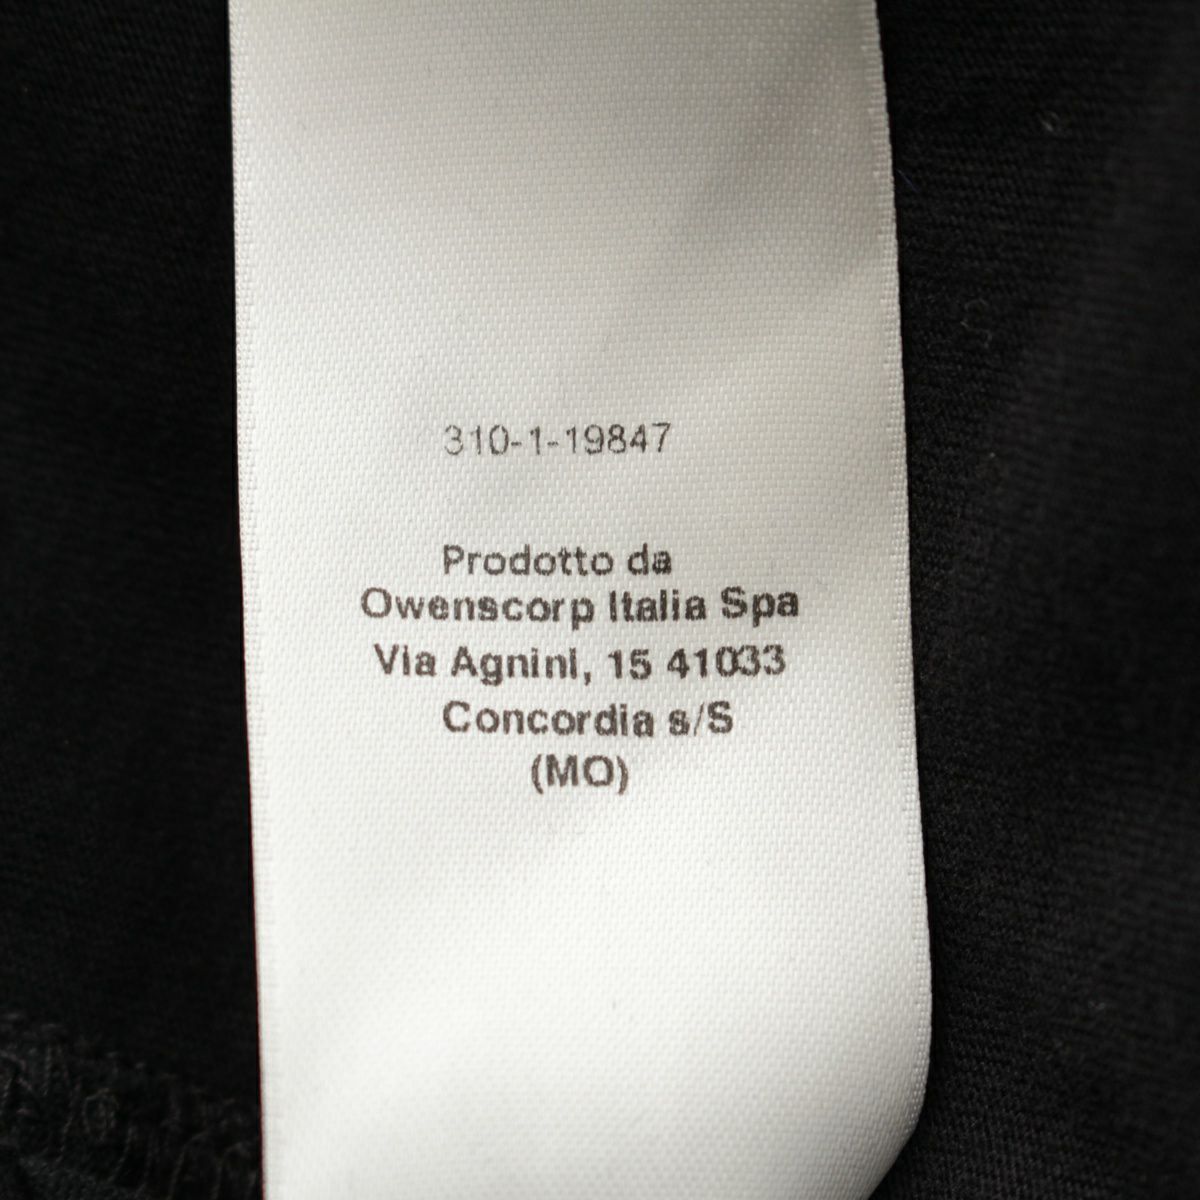 310-1-19847
Prodotto da
Owenscorp Italia Spa
Via Agnini, 15 41033
Concordia s/S
(MO)